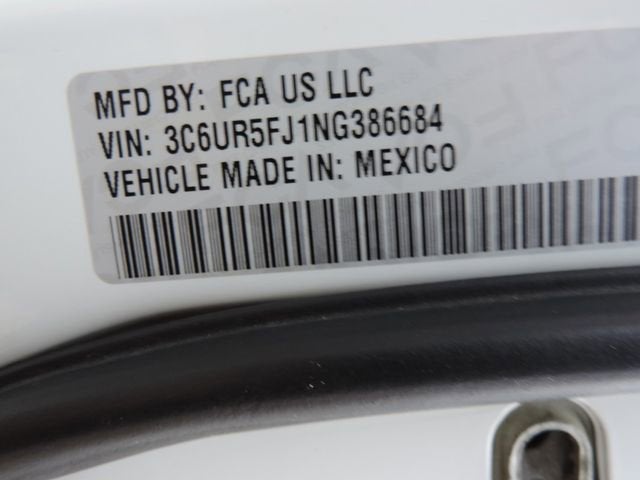 MFD BY: FCA US LLC
VIN: 3C6UR5FJ1NG386684
VEHICLE MADE IN: MEXICO